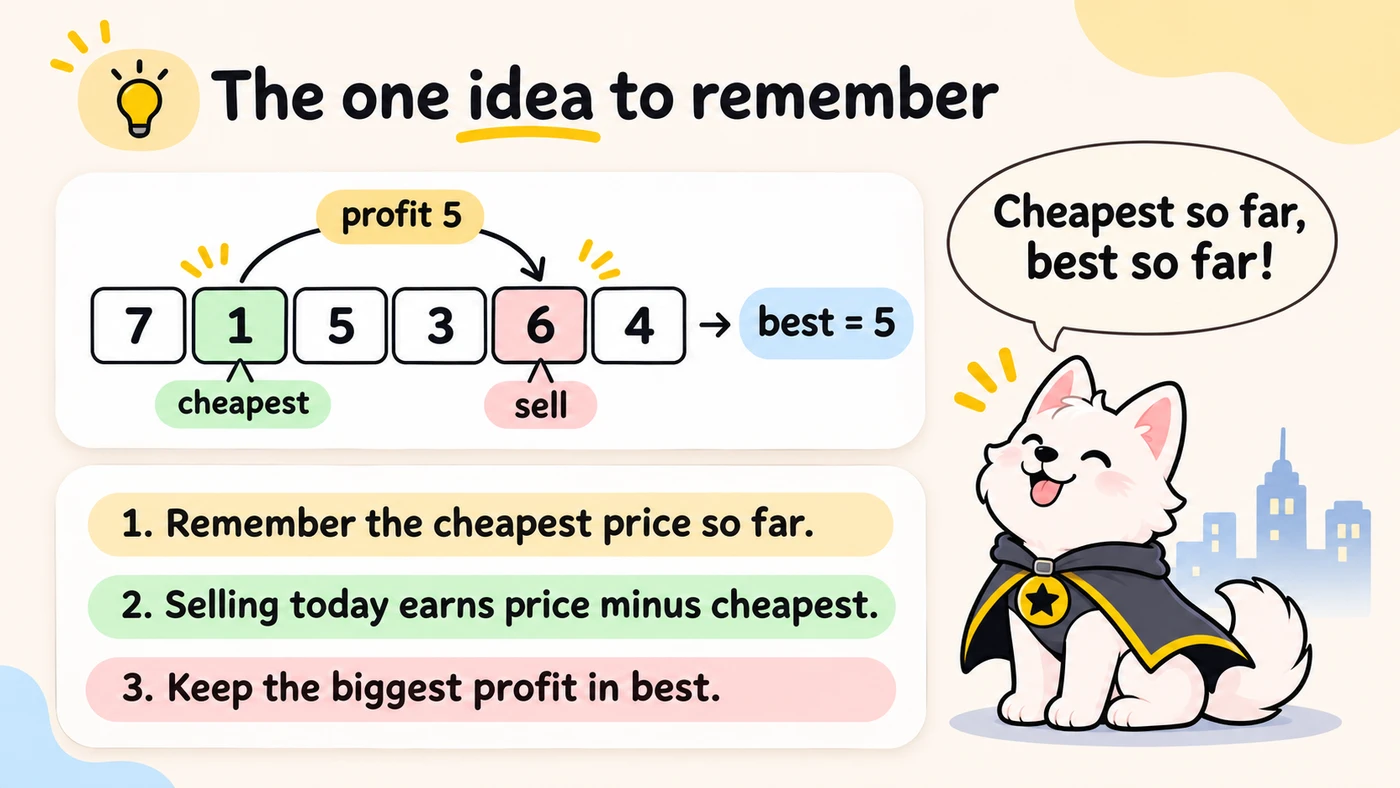 The one idea to remember
profit 5
7 1 5 3 6 4 → best = 5
cheapest
sell
1. Remember the cheapest price so far.
2. Selling today earns price minus cheapest.
3. Keep the biggest profit in best.
Cheapest so far,
best so far!